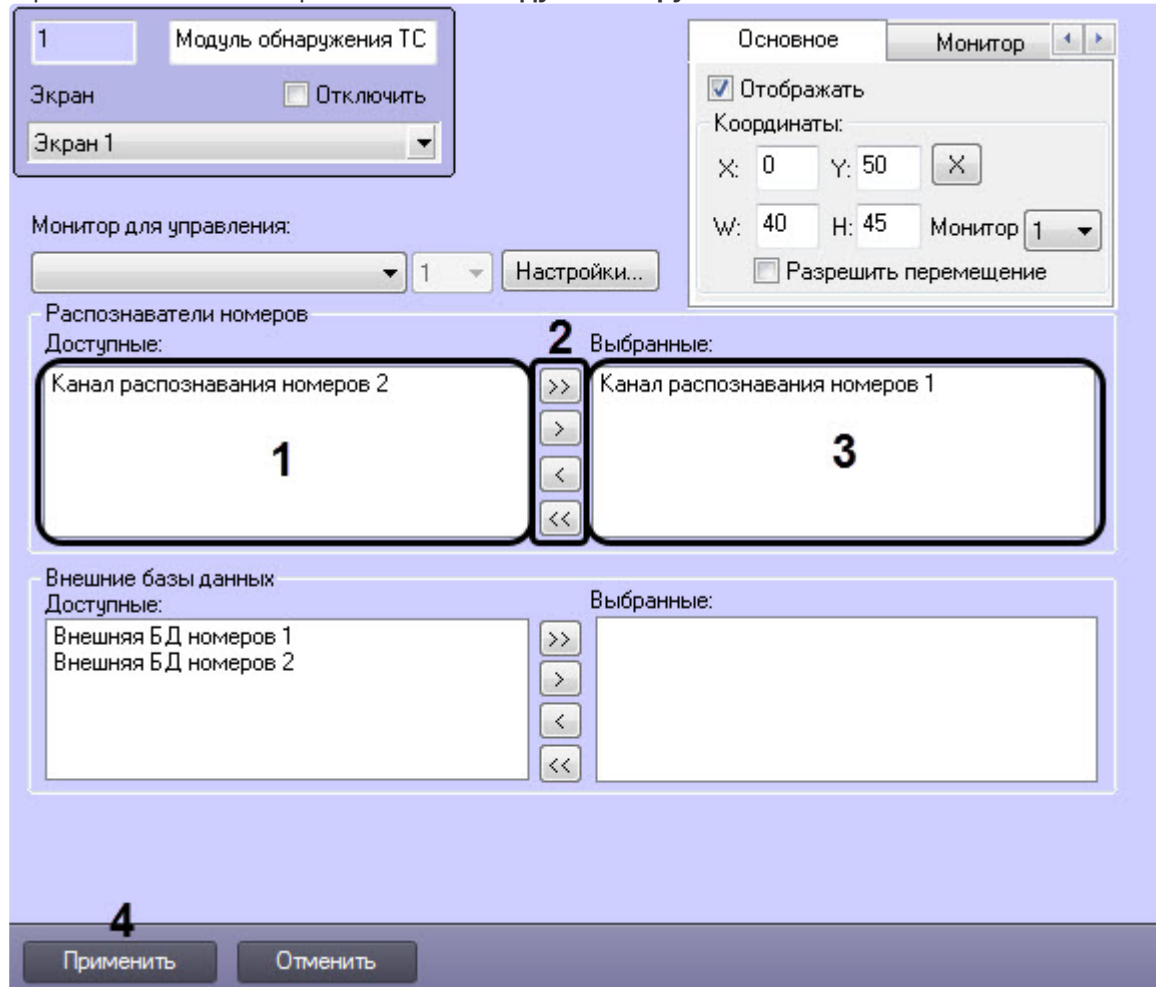 1 Модуль обнаружения ТС
Экран Отключить
Экран 1
Основное Монитор
Отображать
Координаты:
X: 0 Y: 50 X
W: 40 H: 45 Монитор 1
Разрешить перемещение
Монитор для управления:
1 Настройки...
Распознаватели номеров
Доступные: 2 Выбранные:
Канал распознавания номеров 2 >> Канал распознавания номеров 1
>
1 3
<
<<
Внешние базы данных
Доступные: Выбранные:
Внешняя БД номеров 1 >>
Внешняя БД номеров 2
>
<
<<
4
Применить Отменить